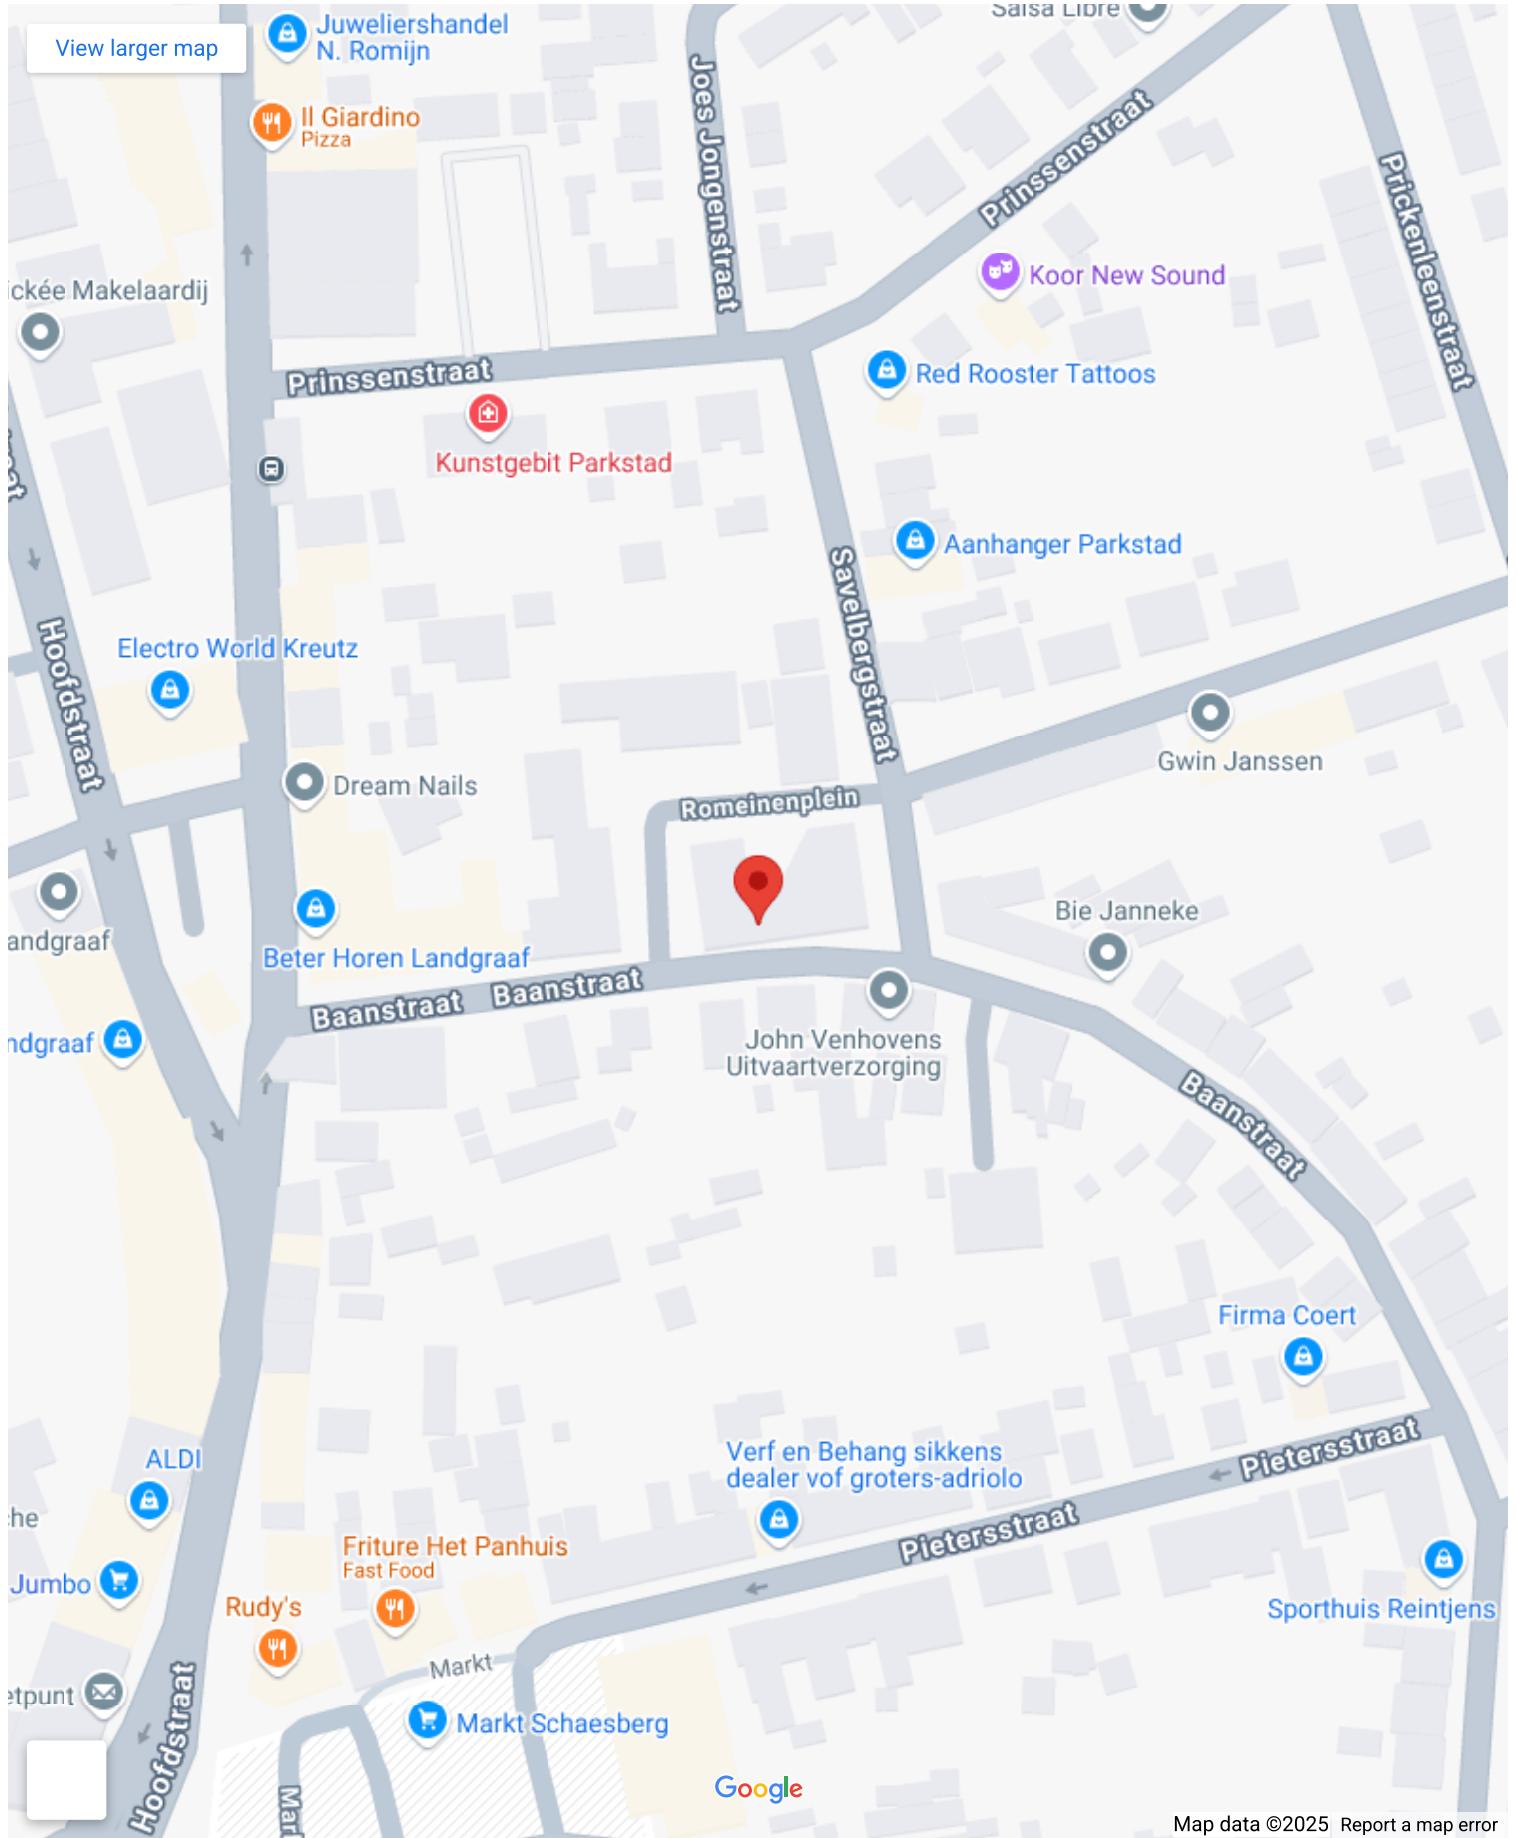 Salsa Libre
Juweliershandel
N. Romijn
View larger map
Il Giardino
Pizza
Joes Jongenstraat
Prinssenstraat
Prickenleenstraat
Koor New Sound
ickée Makelaardij
Prinssenstraat
Red Rooster Tattoos
Kunstgebit Parkstad
Aanhanger Parkstad
Savelbergstraat
Hoofdstraat
Electro World Kreutz
Gwin Janssen
Dream Nails
Romeinenplein
Bie Janneke
andgraaf
Beter Horen Landgraaf
Baanstraat
Baanstraat
ndgraaf
John Venhovens
Uitvaartverzorging
Baanstraat
Firma Coert
ALDI
Verf en Behang sikkens
dealer vof groters-adriolo
Pietersstraat
Pietersstraat
che
Friture Het Panhuis
Fast Food
Jumbo
Rudy's
Sporthuis Reintjens
Markt
etpunt
Markt Schaesberg
Hoofdstraat
Mar
Google
Map data ©2025
Report a map error